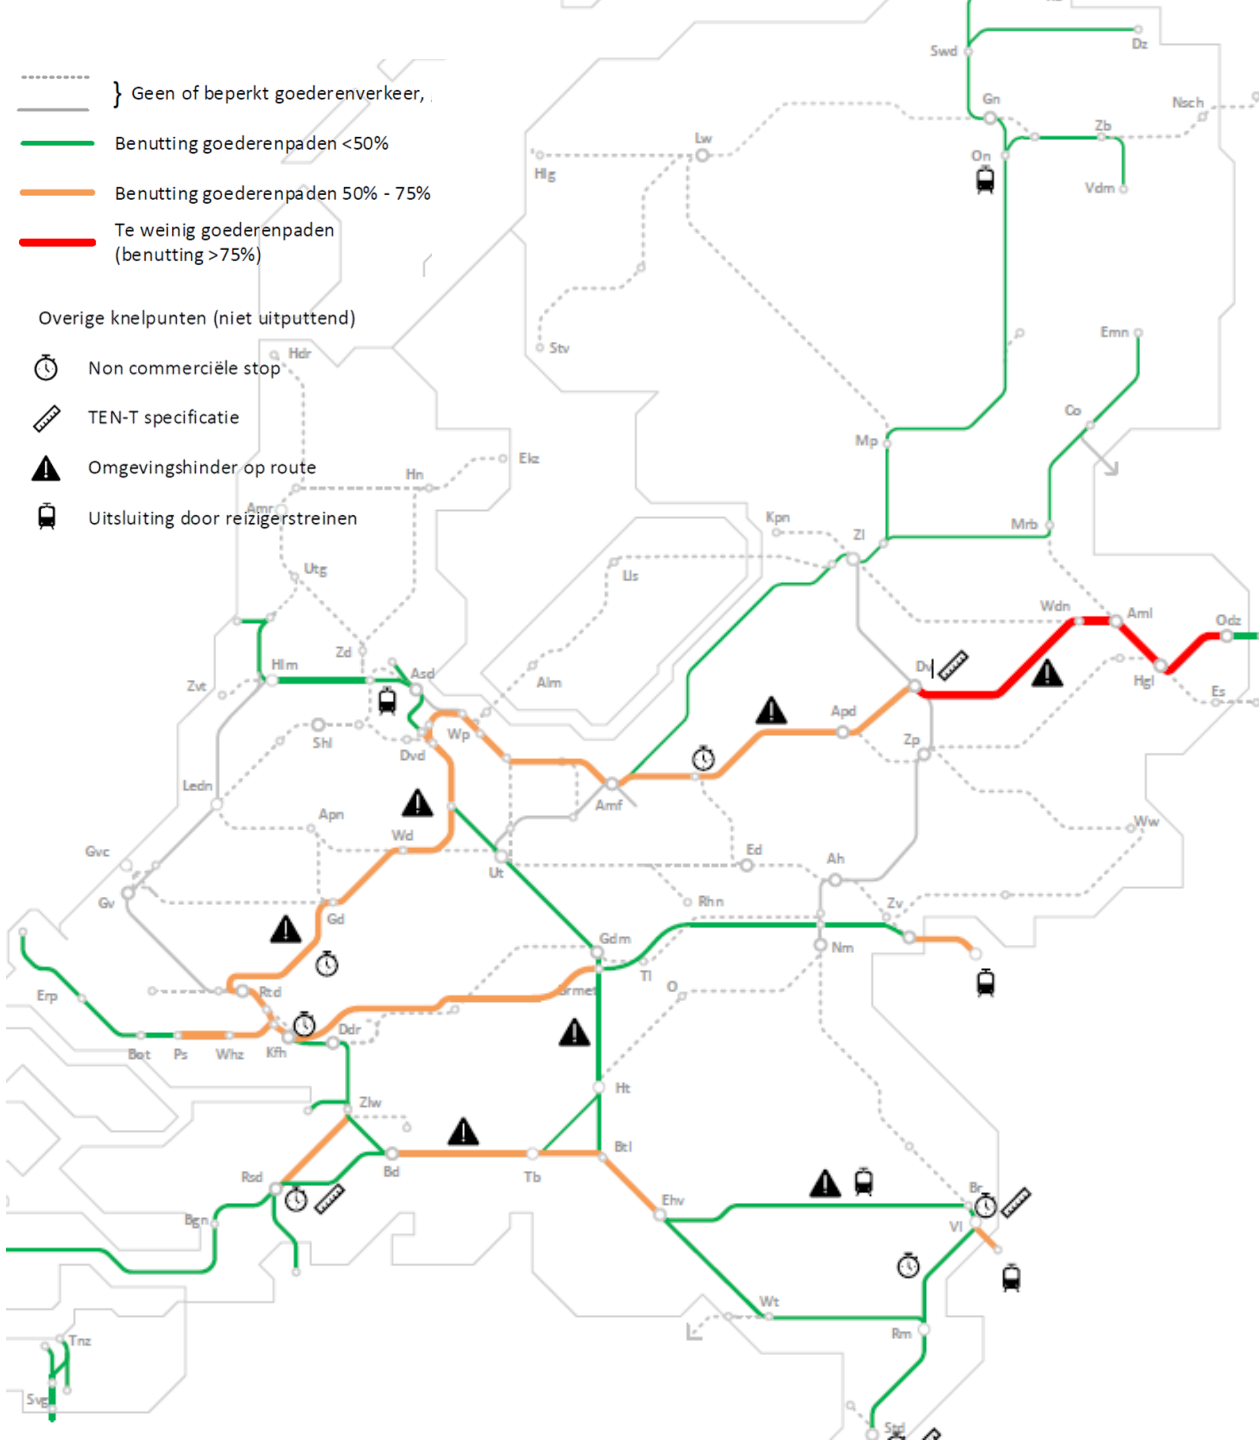 } Geen of beperkt goederenverkeer, .
Benutting goederenpaden <50%
Benutting goederenpaden 50% - 75%
Te weinig goederenpaden
(benutting >75%)
Overige knelpunten (niet uitputtend)
Non commerciële stop
TEN-T specificatie
Omgevingshinder op route
Uitsluiting door reizigerstreinen
Swd
Dz
Gn
Nsch
Zb
Lw
On
Hlg
Vdm
Emn
Stv
Hdr
Co
Mp
Ekz
Hn
Amr
Kpn
Mrb
Zl
Utg
Lls
Wdn
Aml
Odz
Zd
Hlm
Asd
Dv
Hgl
Zvt
Alm
Es
Apd
Shl
Wp
Zp
Dvd
Ledn
Amf
Apn
Ww
Wd
Gvc
Ed
Ah
Ut
Gv
Rhn
Zv
Gd
Gdm
Nm
Tl
O
Rtd
Brmet
Erp
Ddr
Bot
Ps
Whz
Kfh
Ht
Zlw
Btl
Bd
Tb
Rsd
Ehv
Br
Bgn
Vl
Wt
Rm
Tnz
Svg
Std